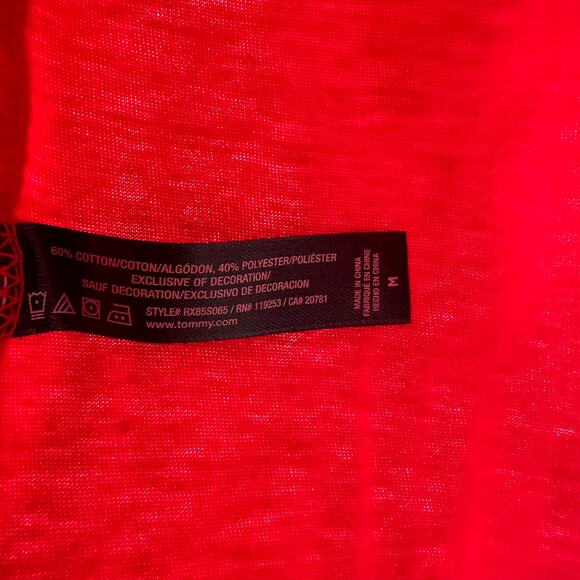 60% COTTON/COTON/ALGODÓN, 40% POLYESTER/POLIÉSTER
EXCLUSIVE OF DECORATION/
SAUF DECORATION/EXCLUSIVO DE DECORACION
STYLE# RX85S065 / RN# 119253 / CA# 20781
www.tommy.com
MADE IN CHINA
FABRIQUÉ EN CHINE
HECHO EN CHINA
M